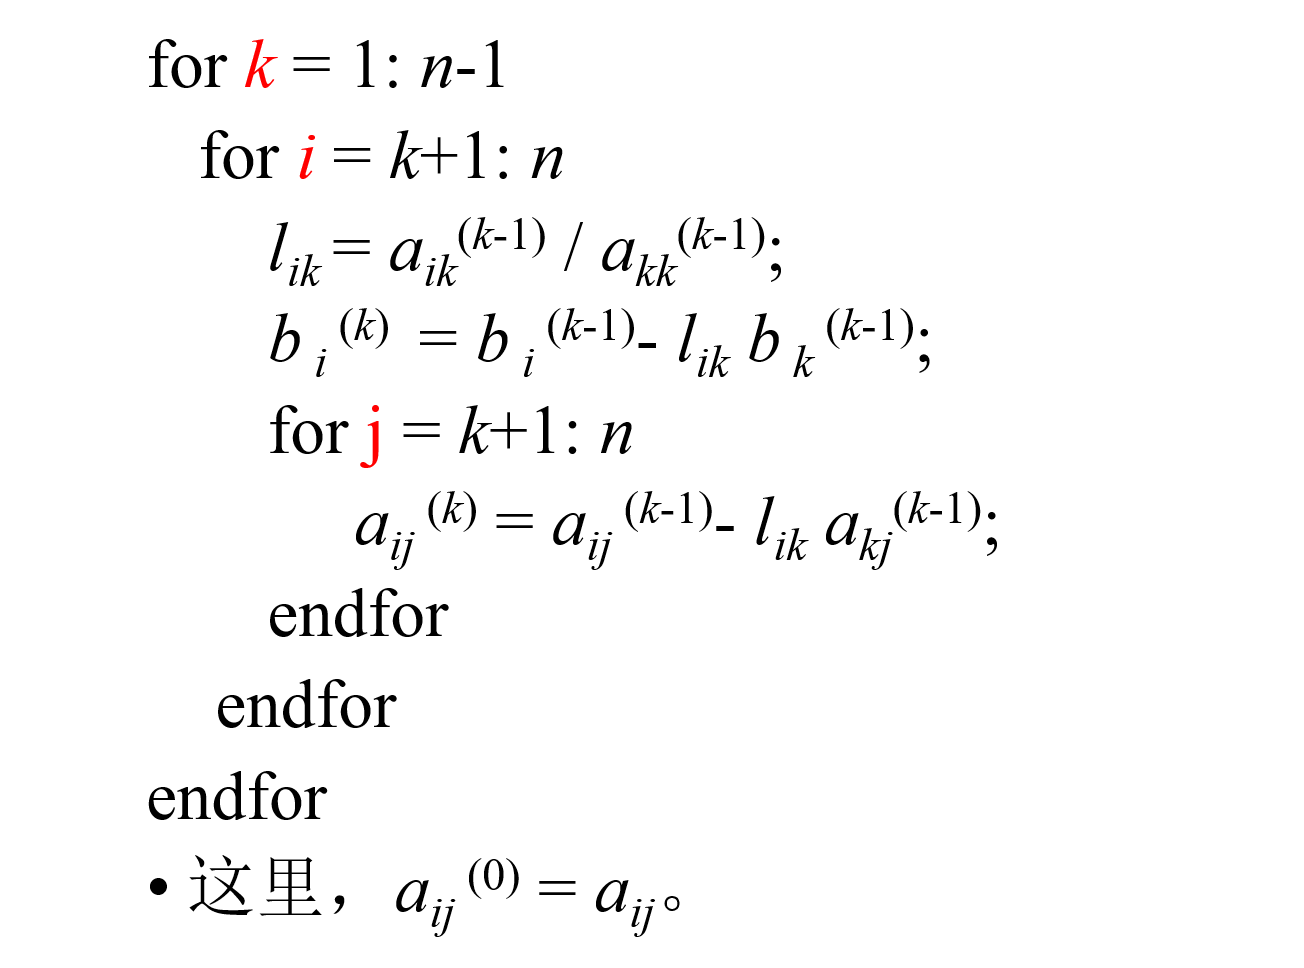 for k = 1: n-1
for i = k+1: n
l_{ik} = a_{ik}^{(k-1)} / a_{kk}^{(k-1)};
b_i^{(k)} = b_i^{(k-1)}- l_{ik} b_k^{(k-1)};
for j = k+1: n
a_{ij}^{(k)} = a_{ij}^{(k-1)}- l_{ik} a_{kj}^{(k-1)};
endfor
endfor
endfor
• 这里，a_{ij}^{(0)} = a_{ij}。